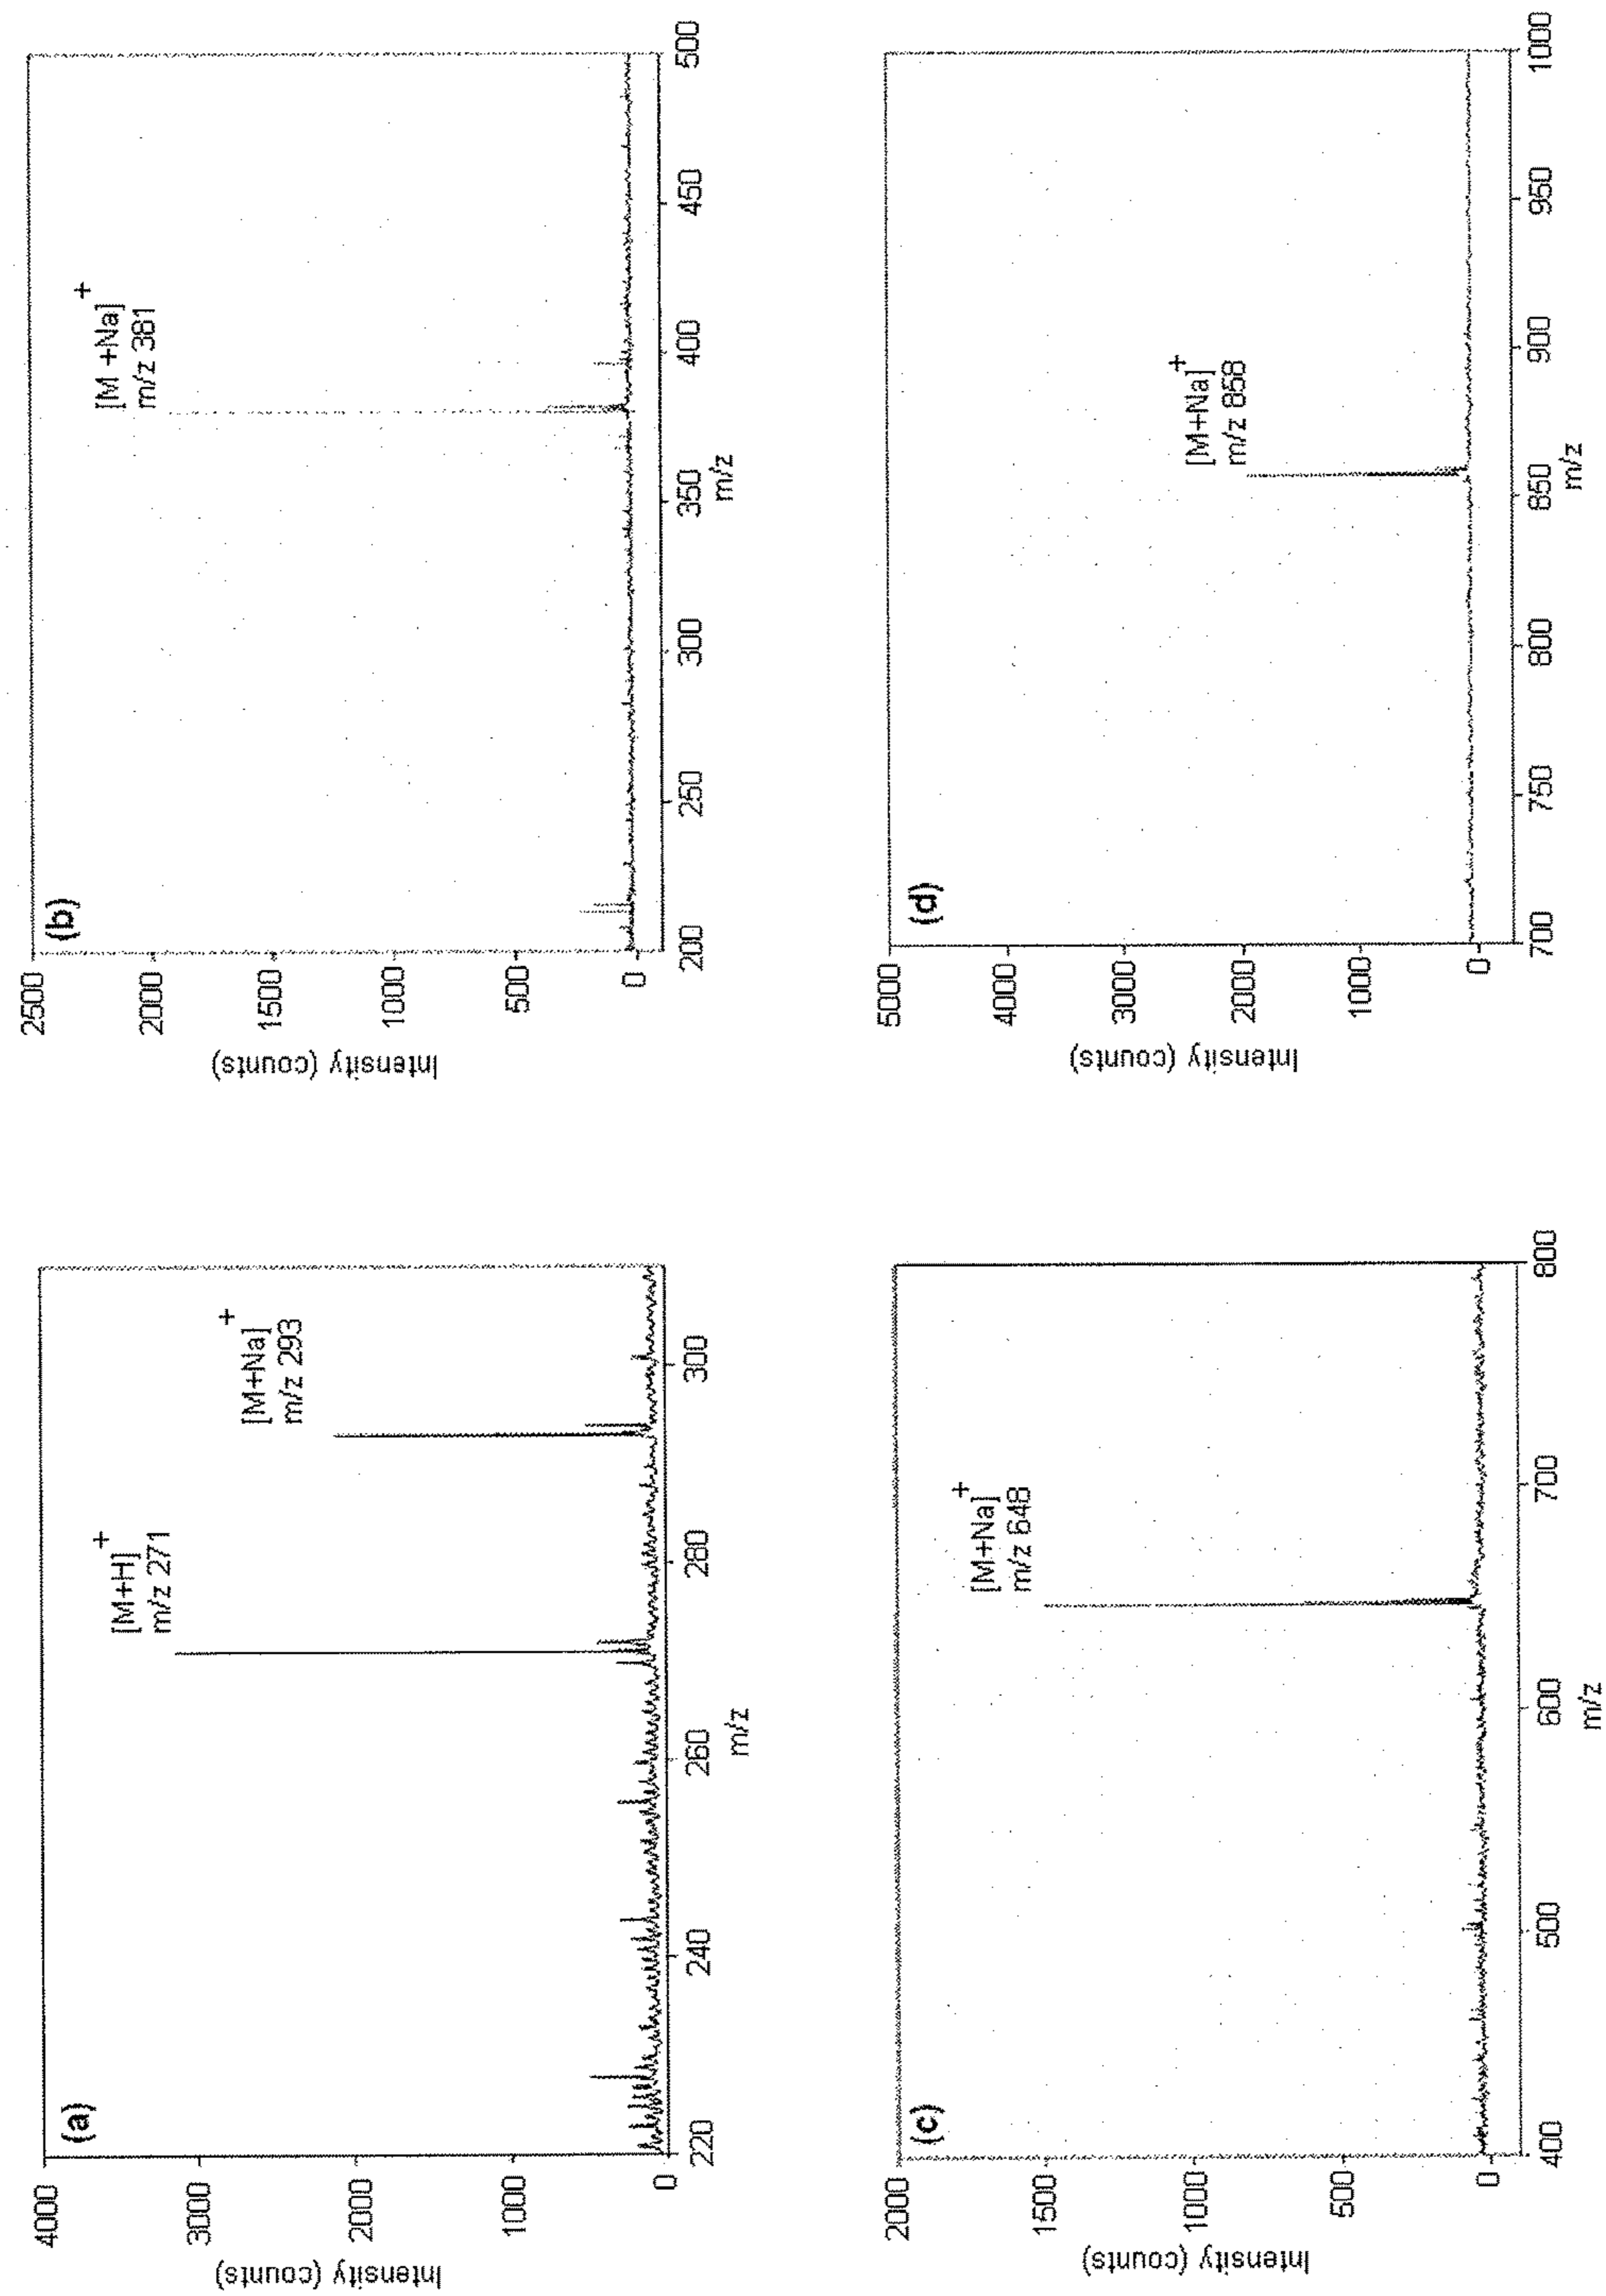 (a)
4000
3000
2000
1000
0
Intensity (counts)
[M+H]+
m/z 271
[M+Na]+
m/z 293
220
240
260
280
300
m/z
(b)
2500
2000
1500
1000
500
0
Intensity (counts)
[M +Na]+
m/z 381
200
250
300
350
400
450
500
m/z
(c)
2000
1500
1000
500
0
Intensity (counts)
[M+Na]+
m/z 648
400
500
600
700
800
m/z
(d)
5000
4000
3000
2000
1000
0
Intensity (counts)
[M+Na]+
m/z 858
700
750
800
850
900
950
1000
m/z